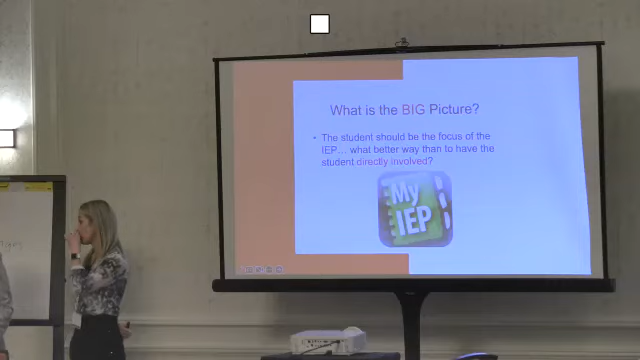 What is the BIG Picture?
• The student should be the focus of the
IEP... what better way than to have the
student directly involved?
My
IEP